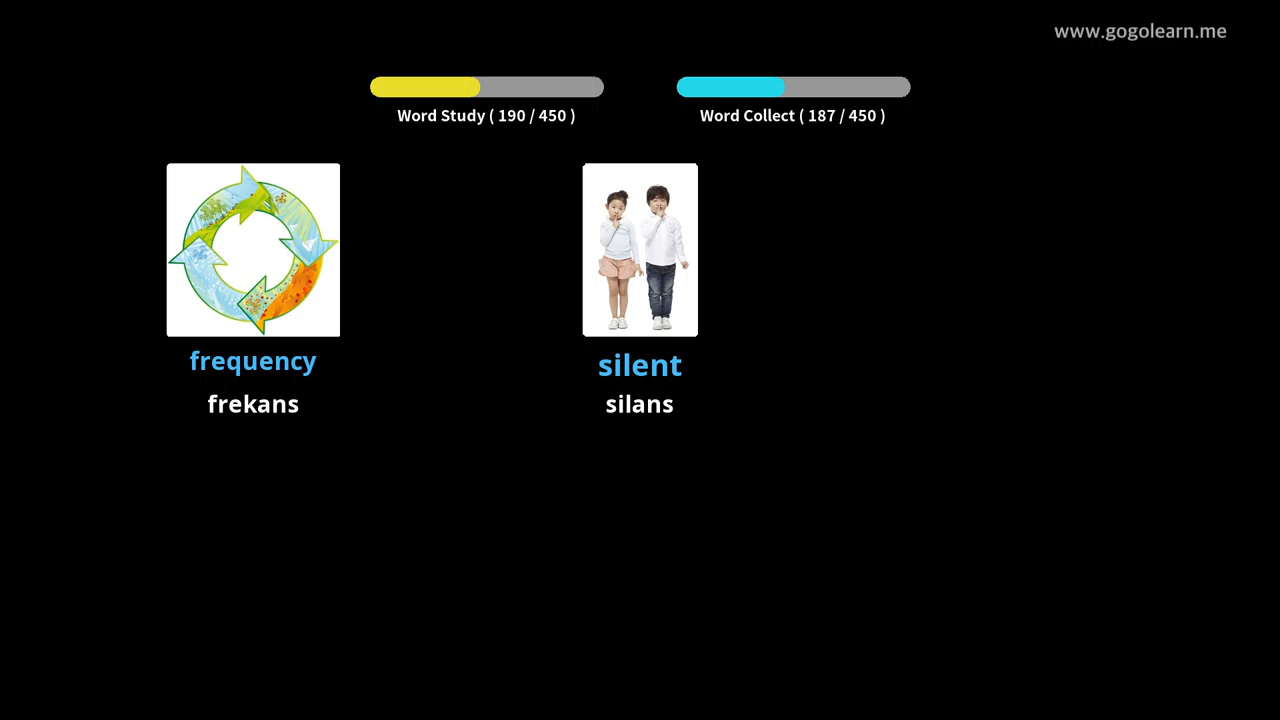 www.gogolearn.me
Word Study ( 190 / 450 )
Word Collect ( 187 / 450 )
frequency
frekans
silent
silans